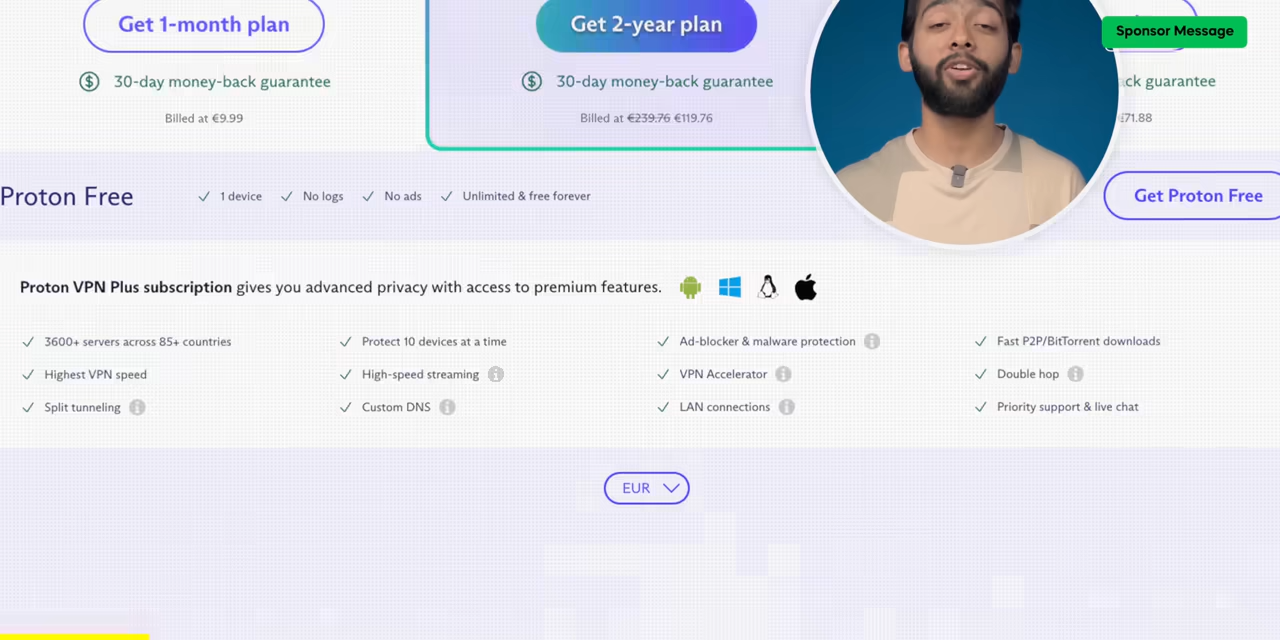 Get 1-month plan
Get 2-year plan
Sponsor Message
30-day money-back guarantee
30-day money-back guarantee
guarantee
Billed at €9.99
Billed at €239.76 €119.76
€71.88
Proton Free
1 device
No logs
No ads
Unlimited & free forever
Get Proton Free
Proton VPN Plus subscription gives you advanced privacy with access to premium features.
3600+ servers across 85+ countries
Protect 10 devices at a time
Ad-blocker & malware protection
Fast P2P/BitTorrent downloads
Highest VPN speed
High-speed streaming
VPN Accelerator
Double hop
Split tunneling
Custom DNS
LAN connections
Priority support & live chat
EUR